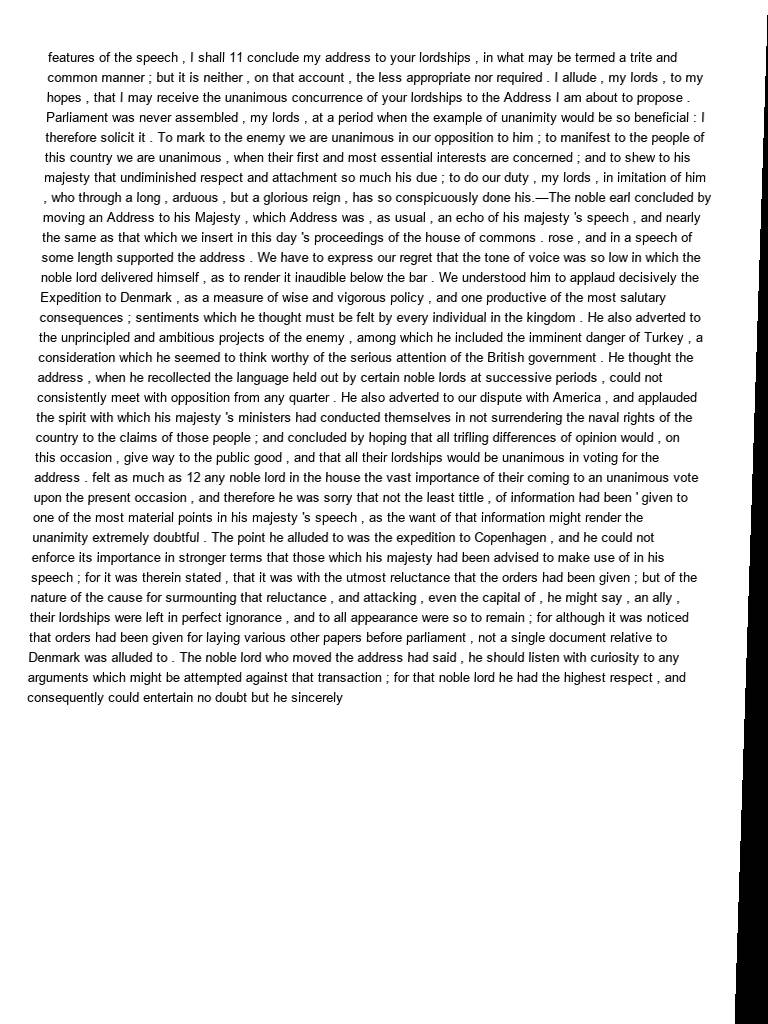 features of the speech , I shall 11 conclude my address to your lordships , in what may be termed a trite and
common manner ; but it is neither , on that account , the less appropriate nor required . I allude , my lords , to my
hopes , that I may receive the unanimous concurrence of your lordships to the Address I am about to propose .
Parliament was never assembled , my lords , at a period when the example of unanimity would be so beneficial : I
therefore solicit it . To mark to the enemy we are unanimous in our opposition to him ; to manifest to the people of
this country we are unanimous , when their first and most essential interests are concerned ; and to shew to his
majesty that undiminished respect and attachment so much his due ; to do our duty , my lords , in imitation of him
, who through a long , arduous , but a glorious reign , has so conspicuously done his.—The noble earl concluded by
moving an Address to his Majesty , which Address was , as usual , an echo of his majesty 's speech , and nearly
the same as that which we insert in this day 's proceedings of the house of commons . rose , and in a speech of
some length supported the address . We have to express our regret that the tone of voice was so low in which the
noble lord delivered himself , as to render it inaudible below the bar . We understood him to applaud decisively the
Expedition to Denmark , as a measure of wise and vigorous policy , and one productive of the most salutary
consequences ; sentiments which he thought must be felt by every individual in the kingdom . He also adverted to
the unprincipled and ambitious projects of the enemy , among which he included the imminent danger of Turkey , a
consideration which he seemed to think worthy of the serious attention of the British government . He thought the
address , when he recollected the language held out by certain noble lords at successive periods , could not
consistently meet with opposition from any quarter . He also adverted to our dispute with America , and applauded
the spirit with which his majesty 's ministers had conducted themselves in not surrendering the naval rights of the
country to the claims of those people ; and concluded by hoping that all trifling differences of opinion would , on
this occasion , give way to the public good , and that all their lordships would be unanimous in voting for the
address . felt as much as 12 any noble lord in the house the vast importance of their coming to an unanimous vote
upon the present occasion , and therefore he was sorry that not the least tittle , of information had been ' given to
one of the most material points in his majesty 's speech , as the want of that information might render the
unanimity extremely doubtful . The point he alluded to was the expedition to Copenhagen , and he could not
enforce its importance in stronger terms that those which his majesty had been advised to make use of in his
speech ; for it was therein stated , that it was with the utmost reluctance that the orders had been given ; but of the
nature of the cause for surmounting that reluctance , and attacking , even the capital of , he might say , an ally ,
their lordships were left in perfect ignorance , and to all appearance were so to remain ; for although it was noticed
that orders had been given for laying various other papers before parliament , not a single document relative to
Denmark was alluded to . The noble lord who moved the address had said , he should listen with curiosity to any
arguments which might be attempted against that transaction ; for that noble lord he had the highest respect , and
consequently could entertain no doubt but he sincerely